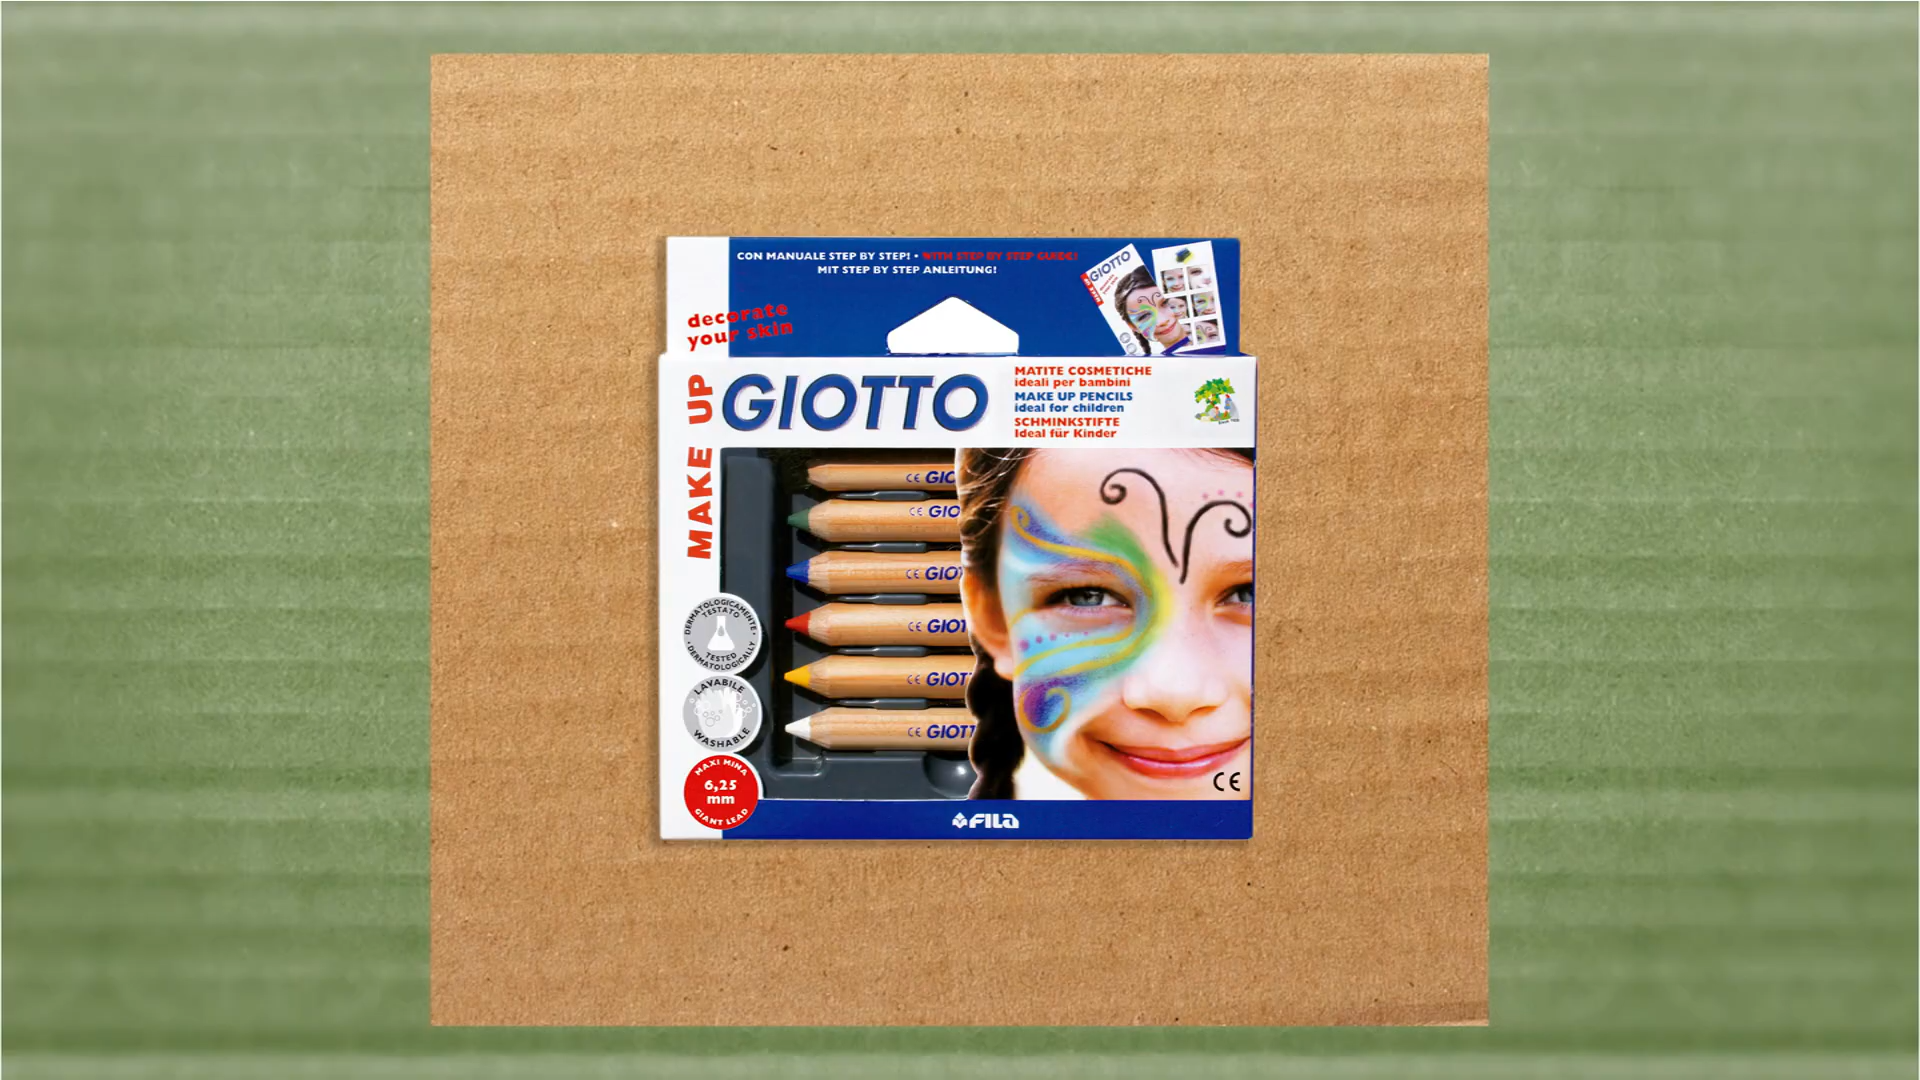 CON MANUALE STEP BY STEP! • WITH STEP BY STEP GUIDE!
MIT STEP BY STEP ANLEITUNG!
GIOTTO
decorate
your skin
MAKE UP
GIOTTO
MATITE COSMETICHE
ideali per bambini
MAKE UP PENCILS
ideal for children
SCHMINKSTIFTE
Ideal für Kinder
CE GIO
CE GIO
CE GIO
CE GIOT
CE GIOT
CE GIOT
DERMATOLOGICAMENTE
TESTATO
TESTED
DERMATOLOGICALLY
LAVABILE
WASHABLE
MAXI MINA
6,25
mm
GIANT LEAD
CE
FILA